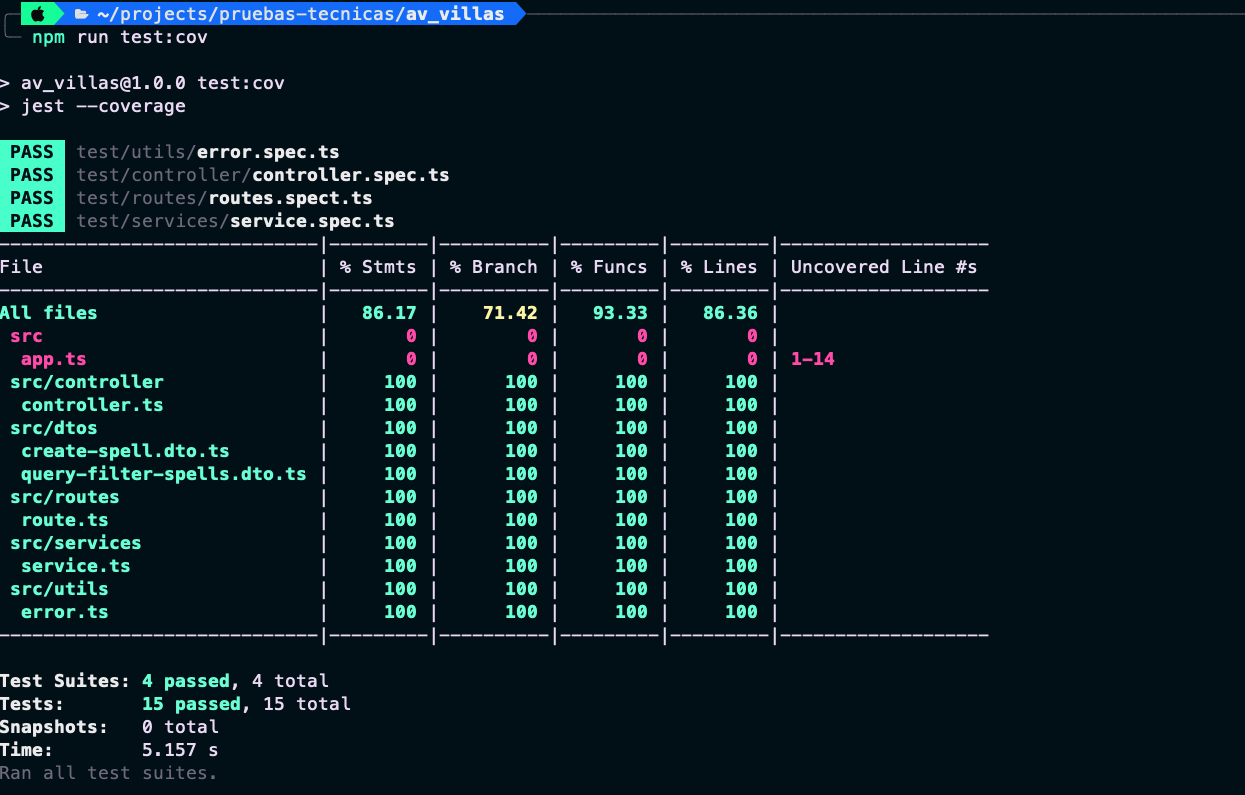 ~/projects/pruebas-tecnicas/av_villas
npm run test:cov
> av_villas@1.0.0 test:cov
> jest --coverage
PASS test/utils/error.spec.ts
PASS test/controller/controller.spec.ts
PASS test/routes/routes.spect.ts
PASS test/services/service.spec.ts
-----------------------------|---------|----------|---------|---------|-------------------
File | % Stmts | % Branch | % Funcs | % Lines | Uncovered Line #s
-----------------------------|---------|----------|---------|---------|-------------------
All files | 86.17 | 71.42 | 93.33 | 86.36 |
src | 0 | 0 | 0 | 0 |
app.ts | 0 | 0 | 0 | 0 | 1-14
src/controller | 100 | 100 | 100 | 100 |
controller.ts | 100 | 100 | 100 | 100 |
src/dtos | 100 | 100 | 100 | 100 |
create-spell.dto.ts | 100 | 100 | 100 | 100 |
query-filter-spells.dto.ts | 100 | 100 | 100 | 100 |
src/routes | 100 | 100 | 100 | 100 |
route.ts | 100 | 100 | 100 | 100 |
src/services | 100 | 100 | 100 | 100 |
service.ts | 100 | 100 | 100 | 100 |
src/utils | 100 | 100 | 100 | 100 |
error.ts | 100 | 100 | 100 | 100 |
-----------------------------|---------|----------|---------|---------|-------------------
Test Suites: 4 passed, 4 total
Tests: 15 passed, 15 total
Snapshots: 0 total
Time: 5.157 s
Ran all test suites.